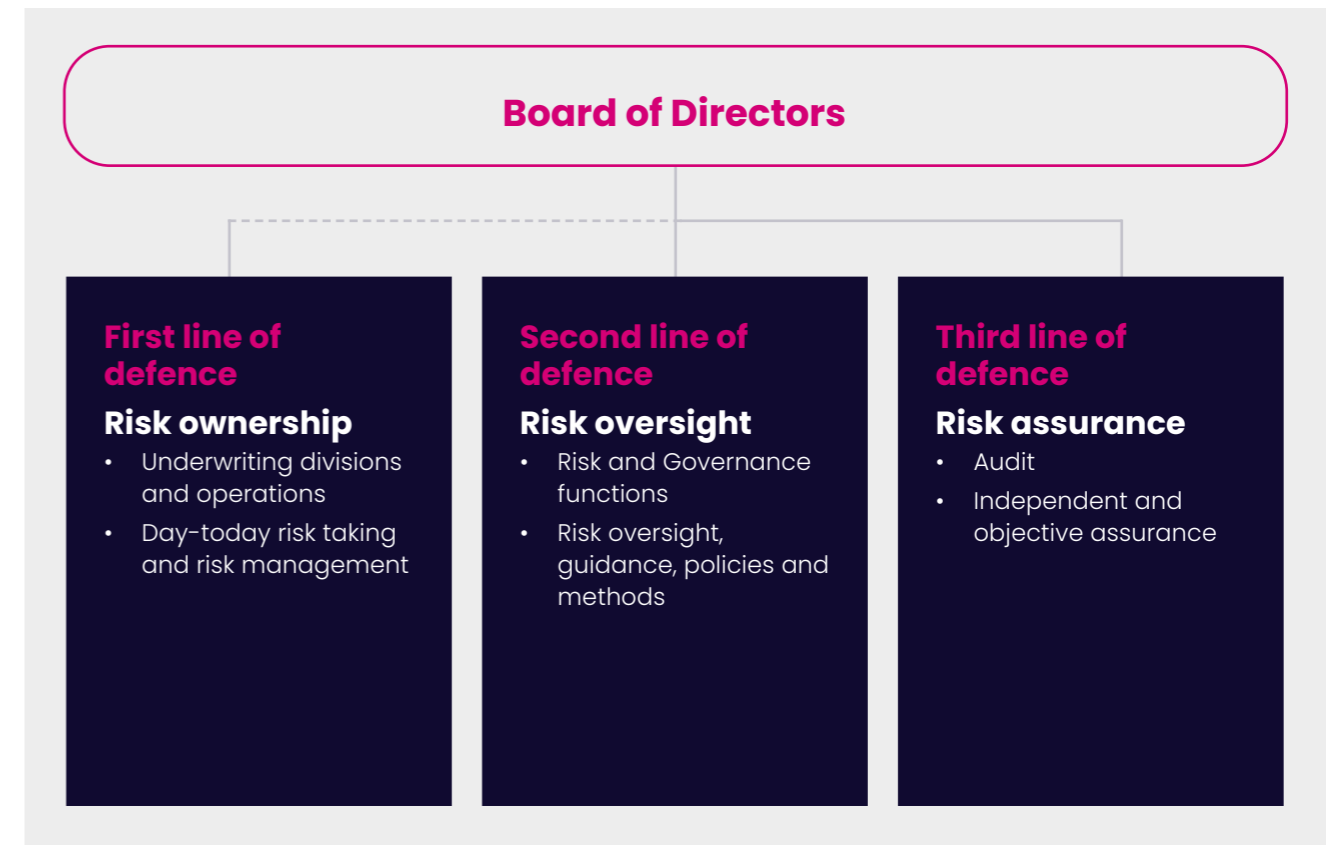 Board of Directors
First line of
defence
Risk ownership
• Underwriting divisions
and operations
• Day-today risk taking
and risk management
Second line of
defence
Risk oversight
• Risk and Governance
functions
• Risk oversight,
guidance, policies and
methods
Third line of
defence
Risk assurance
• Audit
• Independent and
objective assurance